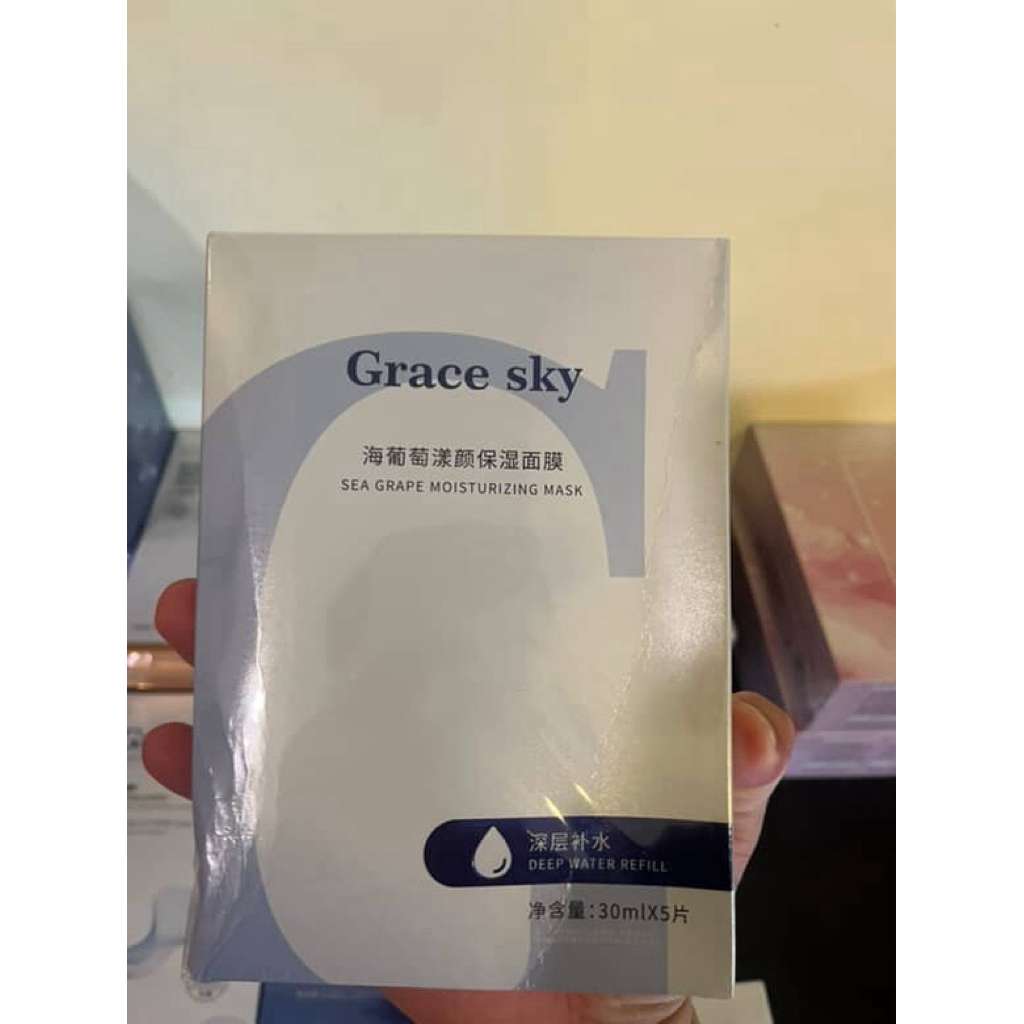 Grace sky
海葡萄漾颜保湿面膜
SEA GRAPE MOISTURIZING MASK
深层补水
DEEP WATER REFILL
净含量:30mlX5片